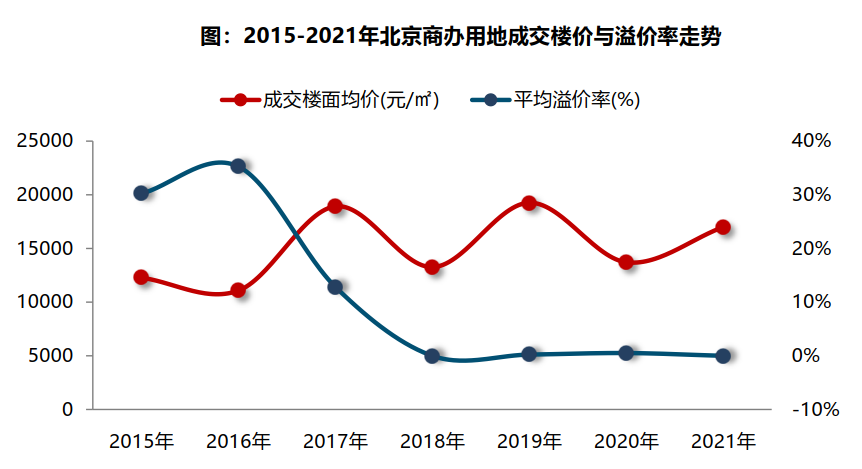 图：2015-2021年北京商办用地成交楼价与溢价率走势
成交楼面均价(元/㎡) 平均溢价率(%)
25000 40%
20000 30%
15000 20%
10000 10%
5000 0%
0 -10%
2015年 2016年 2017年 2018年 2019年 2020年 2021年